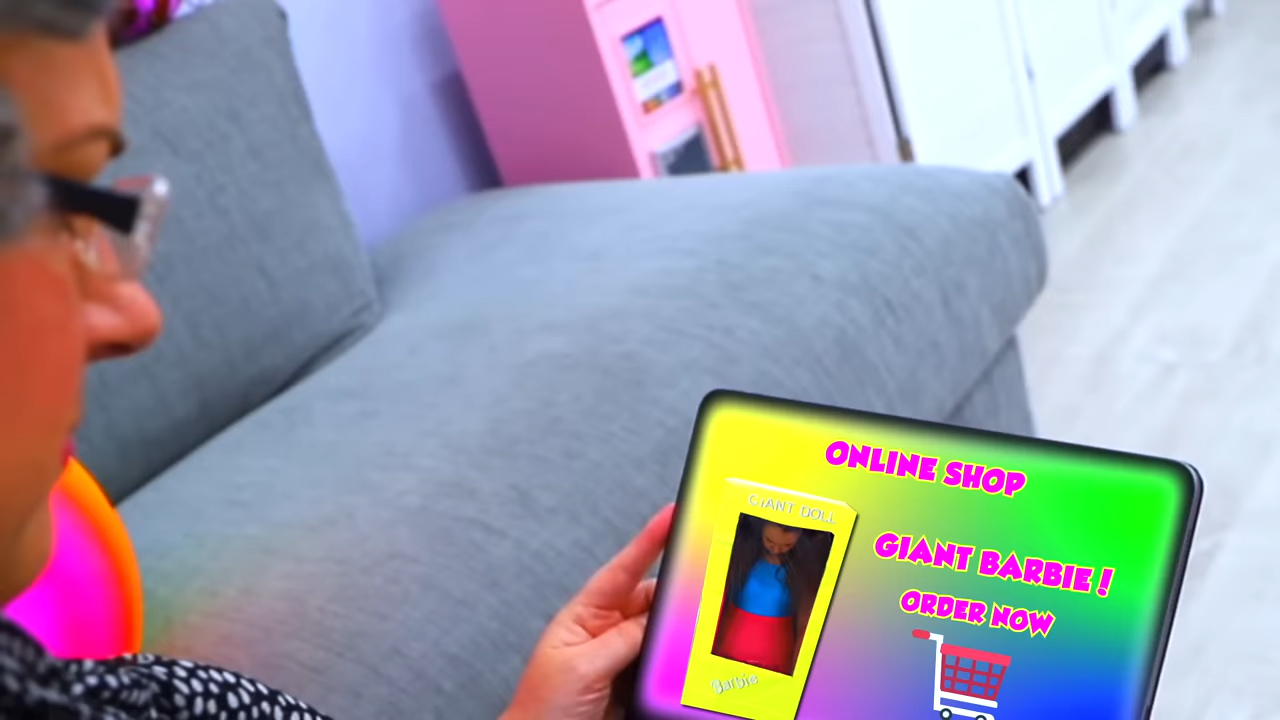 ONLINE SHOP
GIANT DOLL
GIANT BARBIE!
ORDER NOW
Barbie